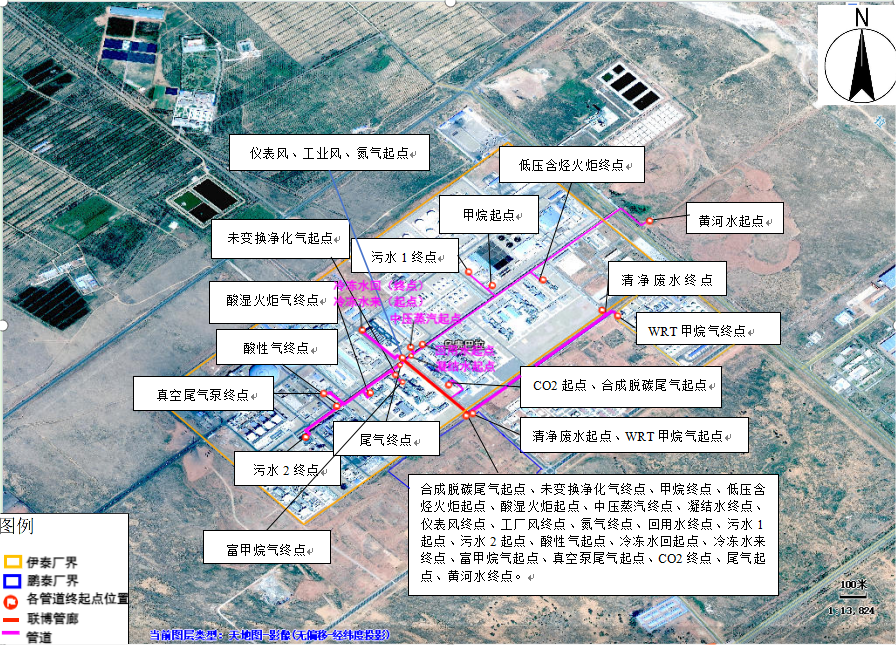 N
仪表风、工业风、氮气起点
低压含烃火炬终点
甲烷起点
黄河水起点
未变换净化气起点
污水 1 终点
清净废水终点
冷冻水回（终点）
酸湿火炬气终点
冷冻水来（起点）
中压蒸汽起点
WRT 甲烷气终点
酸性气终点
回用水起点
凝结水起点
真空尾气泵终点
CO2 起点、合成脱碳尾气起点
尾气终点
清净废水起点、WRT 甲烷气起点
污水 2 终点
合成脱碳尾气起点、未变换净化气终点、甲烷终点、低压含
烃火炬起点、酸湿火炬起点、中压蒸汽终点、凝结水终点、
仪表风终点、工厂风终点、氮气终点、回用水终点、污水 1
起点、污水 2 起点、酸性气起点、冷冻水回起点、冷冻水来
终点、富甲烷气起点、真空泵尾气起点、CO2 终点、尾气起
点、黄河水终点。
富甲烷气终点
图例
伊泰厂界
鹏泰厂界
各管道终起点位置
联博管廊
管道
100米
1:13,824
当前图层类型：天地图-影像(无偏移-经纬度投影)